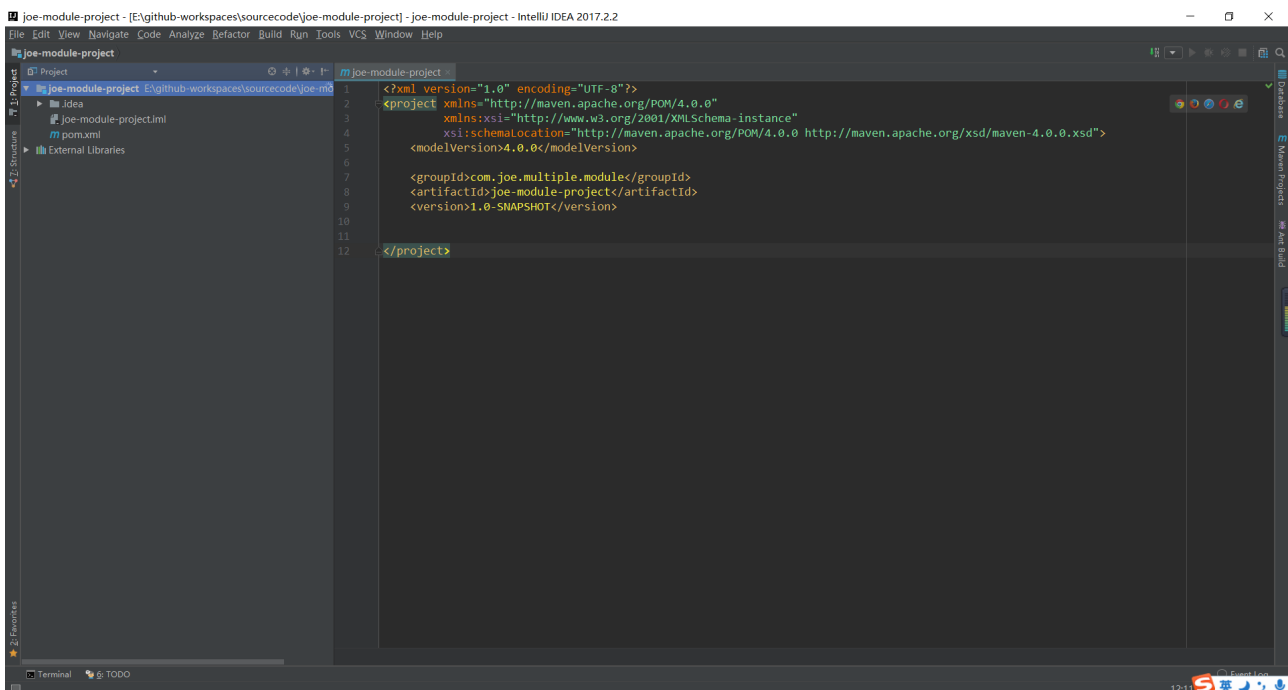 joe-module-project - [E:\github-workspaces\sourcecode\joe-module-project] - joe-module-project - IntelliJ IDEA 2017.2.2
File Edit View Navigate Code Analyze Refactor Build Run Tools VCS Window Help
joe-module-project
Project
m joe-module-project
1: Project
Z: Structure
2: Favorites
joe-module-project E:\github-workspaces\sourcecode\joe-mo
.idea
joe-module-project.iml
m pom.xml
External Libraries
1 <?xml version="1.0" encoding="UTF-8"?>
2 <project xmlns="http://maven.apache.org/POM/4.0.0"
3 xmlns:xsi="http://www.w3.org/2001/XMLSchema-instance"
4 xsi:schemaLocation="http://maven.apache.org/POM/4.0.0 http://maven.apache.org/xsd/maven-4.0.0.xsd">
5 <modelVersion>4.0.0</modelVersion>
6
7 <groupId>com.joe.multiple.module</groupId>
8 <artifactId>joe-module-project</artifactId>
9 <version>1.0-SNAPSHOT</version>
10
11
12 </project>
Database
m Maven Projects
Ant Build
Terminal
6: TODO
Event Log
英